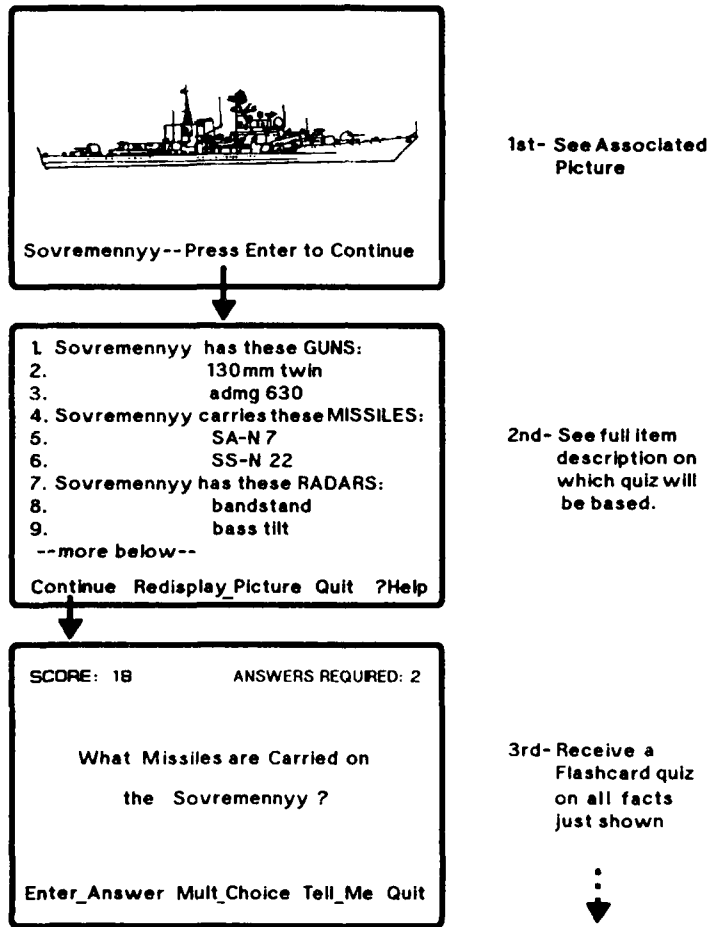 Sovremennyy--Press Enter to Continue
1st- See Associated
Picture
1. Sovremennyy has these GUNS:
2. 130mm twin
3. admg 630
4. Sovremennyy carries these MISSILES:
5. SA-N 7
6. SS-N 22
7. Sovremennyy has these RADARS:
8. bandstand
9. bass tilt
--more below--
Continue Redisplay_Picture Quit ?Help
2nd- See full item
description on
which quiz will
be based.
SCORE: 18 ANSWERS REQUIRED: 2
What Missiles are Carried on
the Sovremennyy ?
Enter_Answer Mult_Choice Tell_Me Quit
3rd- Receive a
Flashcard quiz
on all facts
just shown